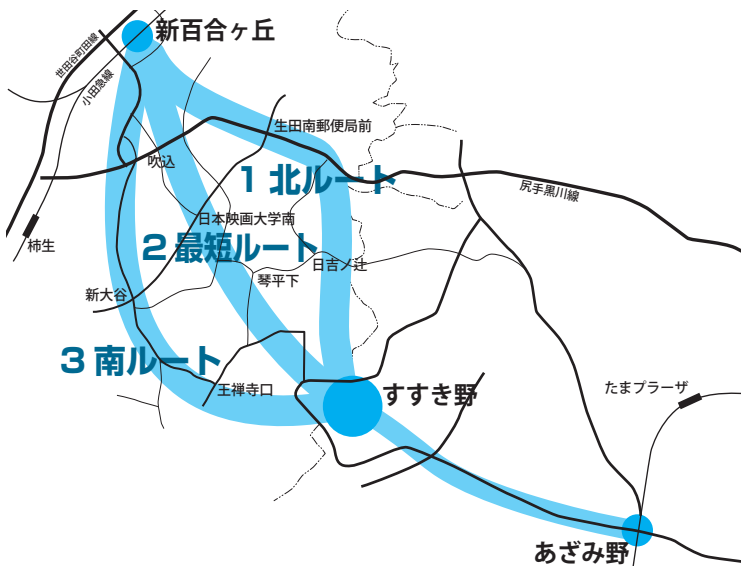 新百合ヶ丘
世田谷町田線
小田急線
生田南郵便局前
吹込
1 北ルート
尻手黒川線
日本映画大学南
柿生
2 最短ルート
日吉ノ辻
琴平下
新大谷
3 南ルート
王禅寺口
すすき野
たまプラーザ
あざみ野